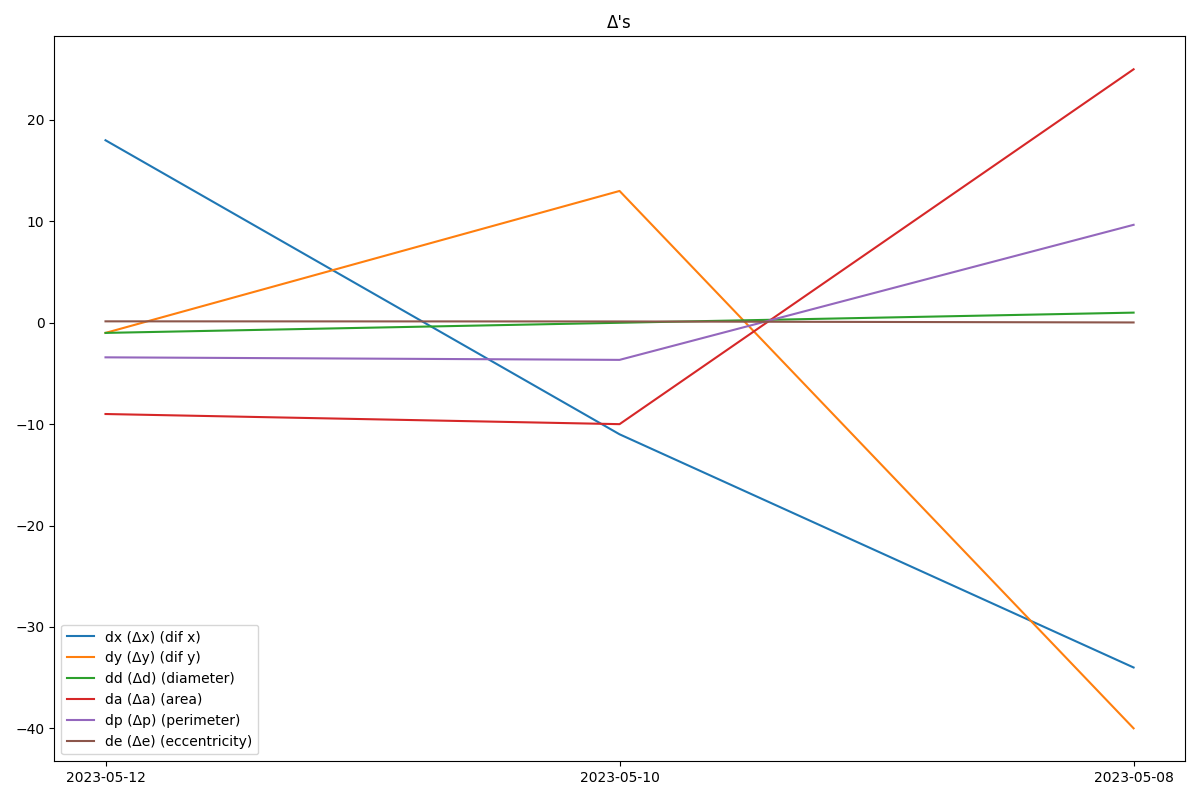 Δ's
20
10
0
−10
−20
−30
−40
dx (Δx) (dif x)
dy (Δy) (dif y)
dd (Δd) (diameter)
da (Δa) (area)
dp (Δp) (perimeter)
de (Δe) (eccentricity)
2023-05-12 2023-05-10 2023-05-08